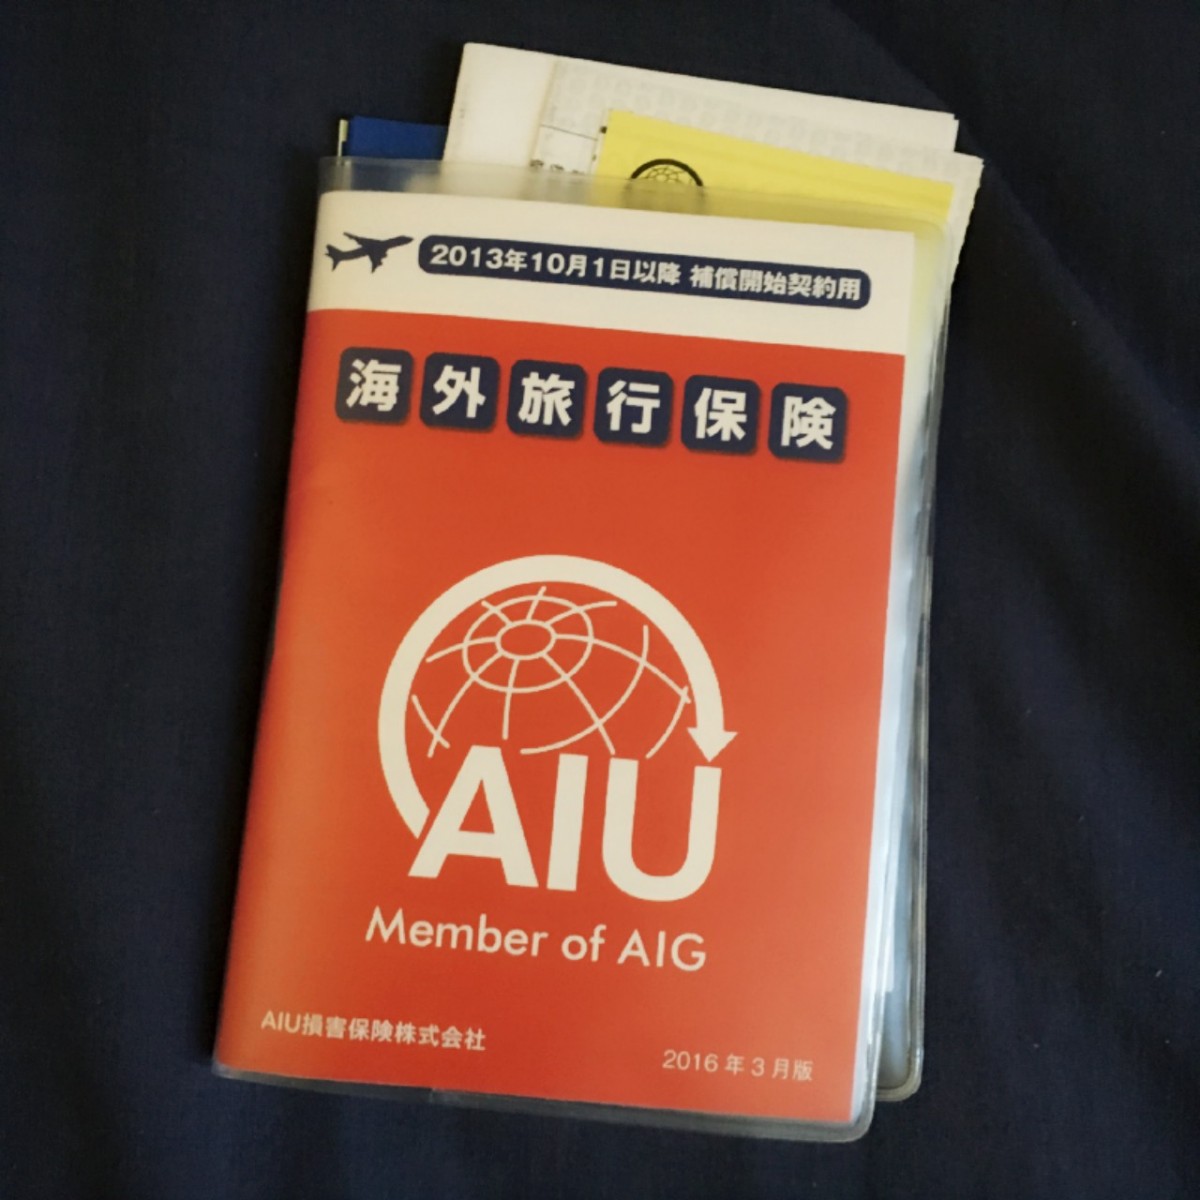 2013年10月1日以降 補償開始契約用
海外旅行保険
AIU
Member of AIG
AIU損害保険株式会社
2016年3月版